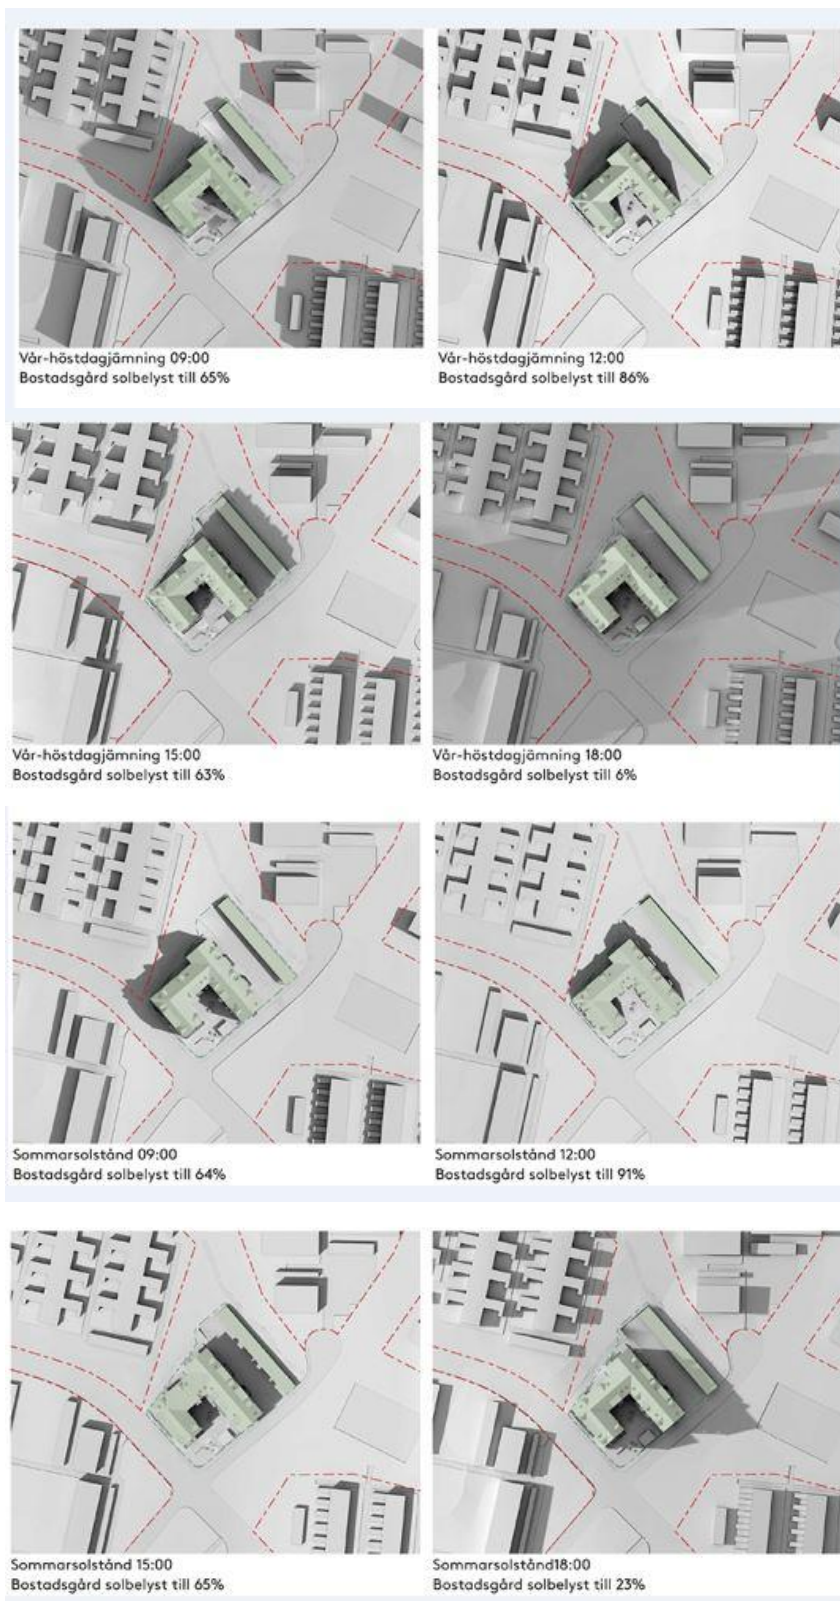 Vår-höstdagjämning 09:00
Bostadsgård solbelyst till 65%
Vår-höstdagjämning 12:00
Bostadsgård solbelyst till 86%
Vår-höstdagjämning 15:00
Bostadsgård solbelyst till 63%
Vår-höstdagjämning 18:00
Bostadsgård solbelyst till 6%
Sommarsolstånd 09:00
Bostadsgård solbelyst till 64%
Sommarsolstånd 12:00
Bostadsgård solbelyst till 91%
Sommarsolstånd 15:00
Bostadsgård solbelyst till 65%
Sommarsolstånd18:00
Bostadsgård solbelyst till 23%